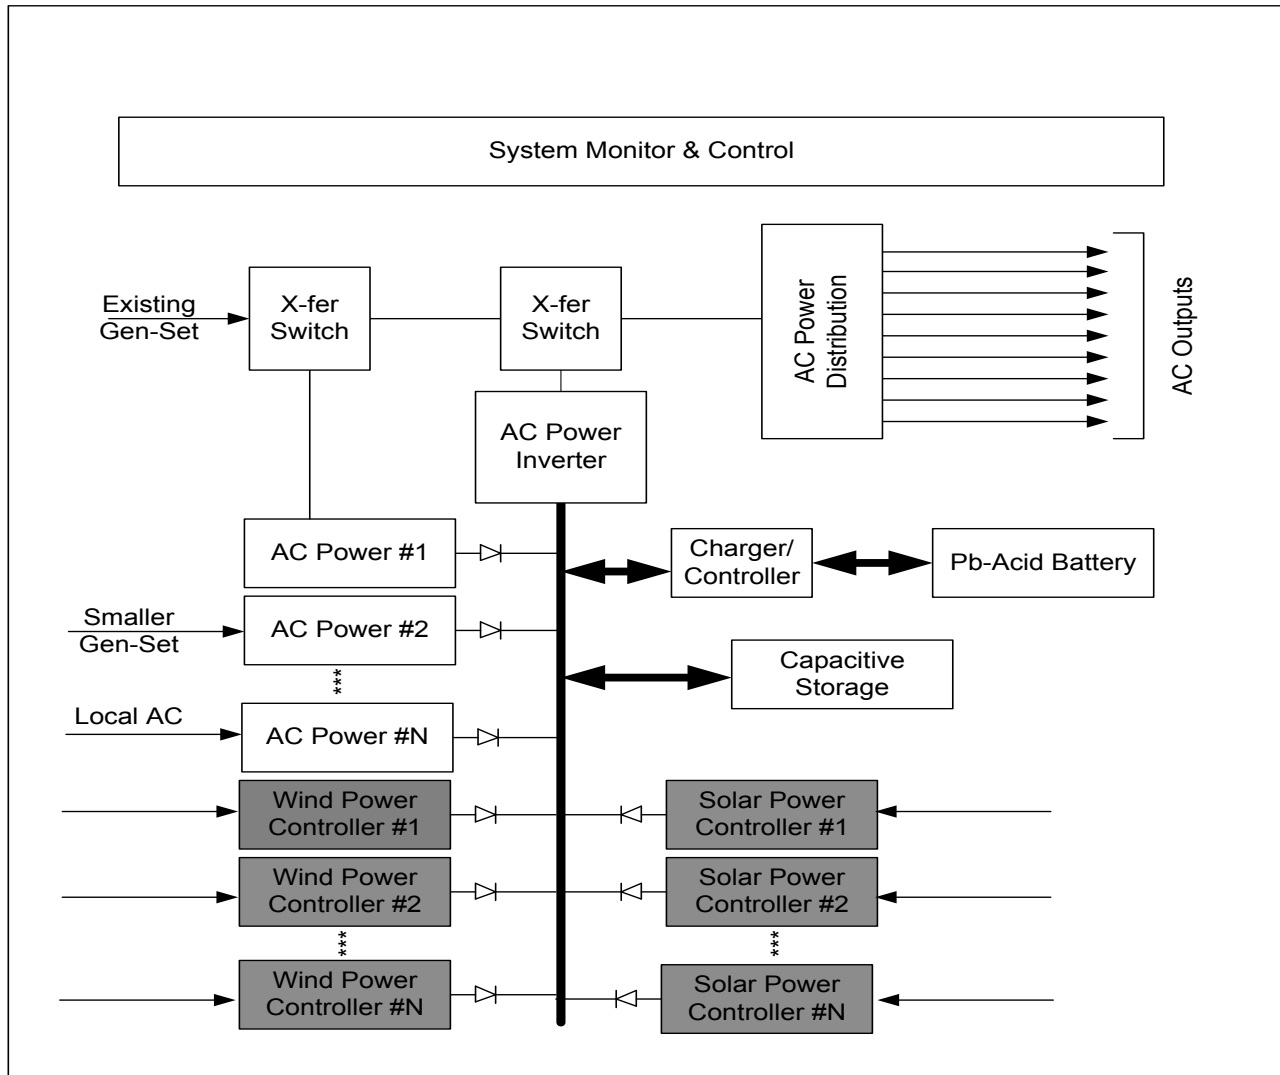 System Monitor & Control
Existing
Gen-Set
X-fer
Switch
X-fer
Switch
AC Power
Distribution
AC Outputs
AC Power
Inverter
AC Power #1
Charger/
Controller
Pb-Acid Battery
Smaller
Gen-Set
AC Power #2
***
Capacitive
Storage
Local AC
AC Power #N
Wind Power
Controller #1
Solar Power
Controller #1
Wind Power
Controller #2
Solar Power
Controller #2
***
***
Wind Power
Controller #N
Solar Power
Controller #N